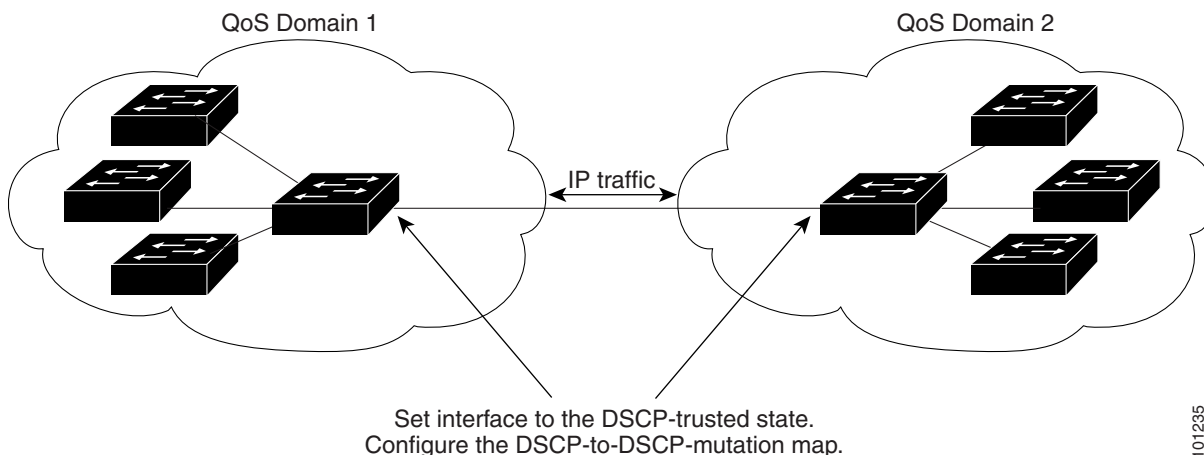 QoS Domain 1
QoS Domain 2
IP traffic
Set interface to the DSCP-trusted state.
Configure the DSCP-to-DSCP-mutation map.
101235